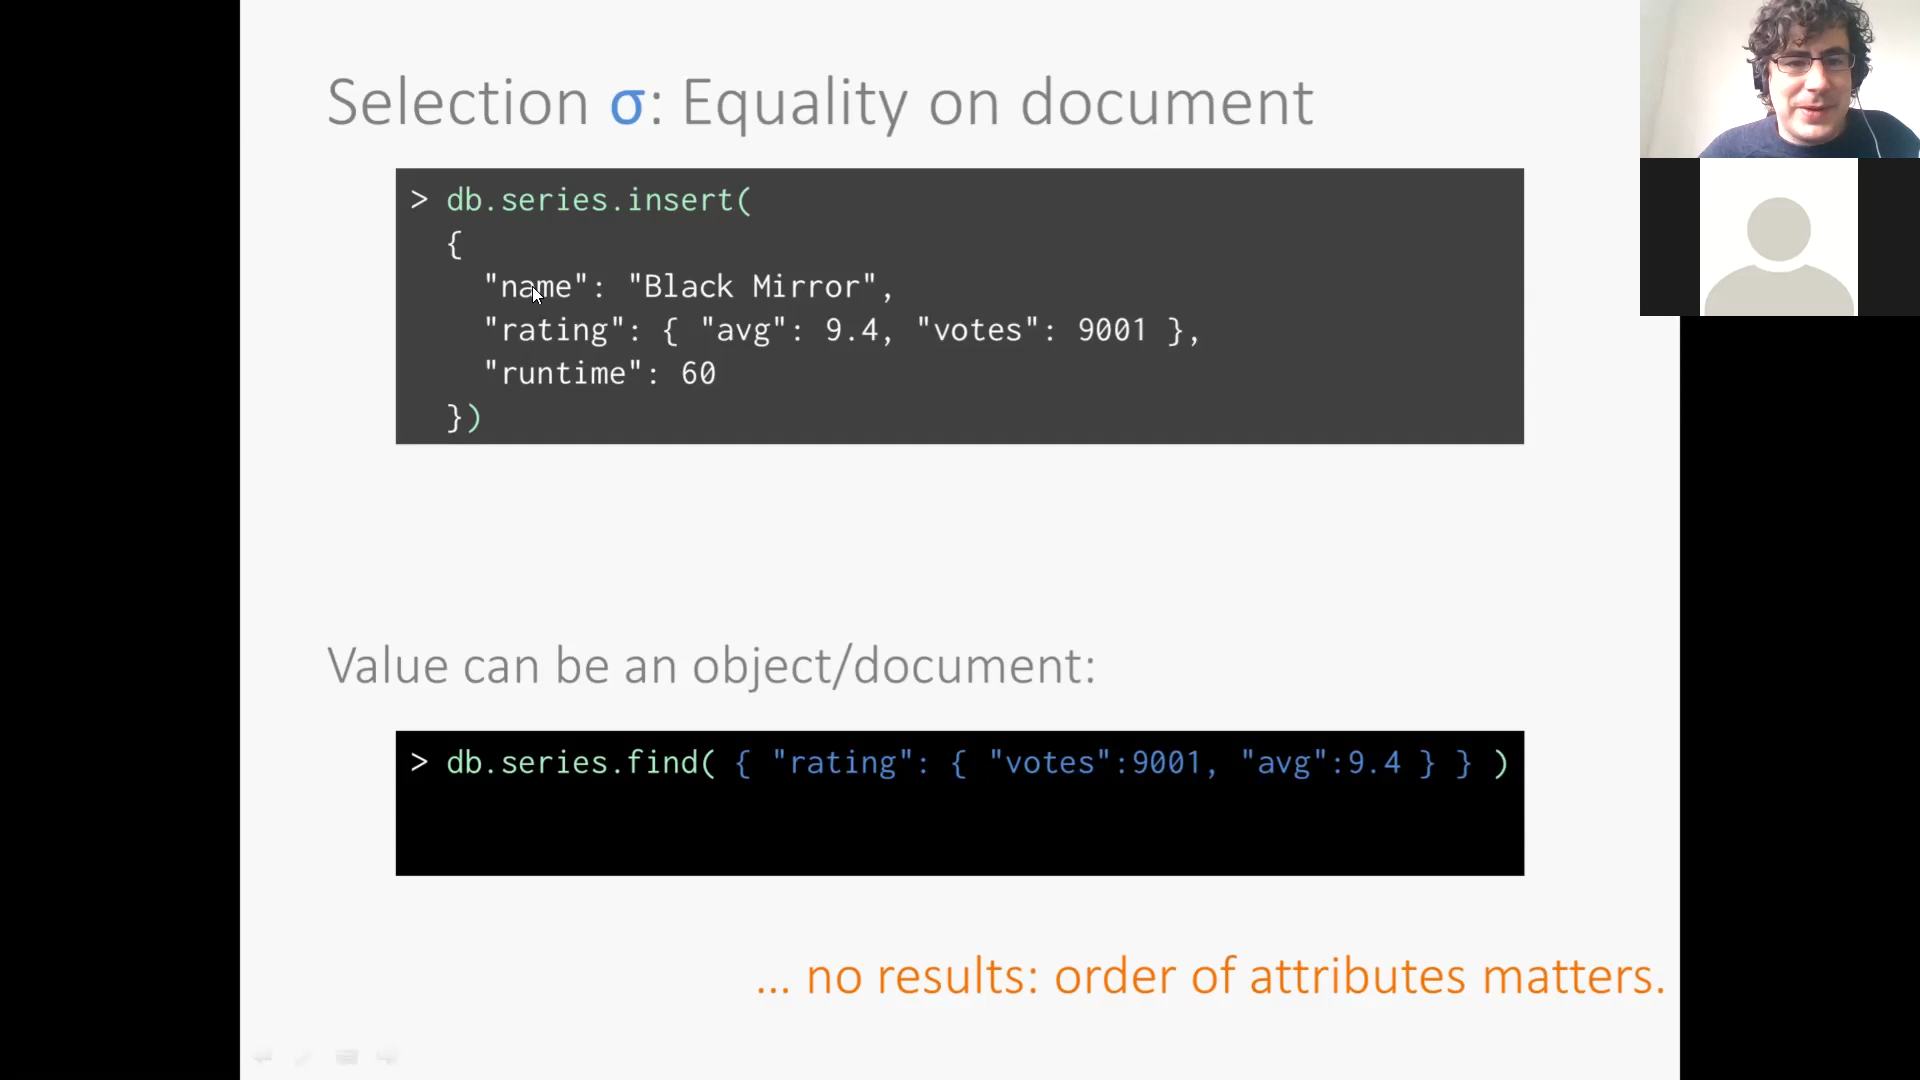 Selection σ: Equality on document
> db.series.insert(
{
"name": "Black Mirror",
"rating": { "avg": 9.4, "votes": 9001 },
"runtime": 60
})
Value can be an object/document:
> db.series.find( { "rating": { "votes":9001, "avg":9.4 } } )
... no results: order of attributes matters.